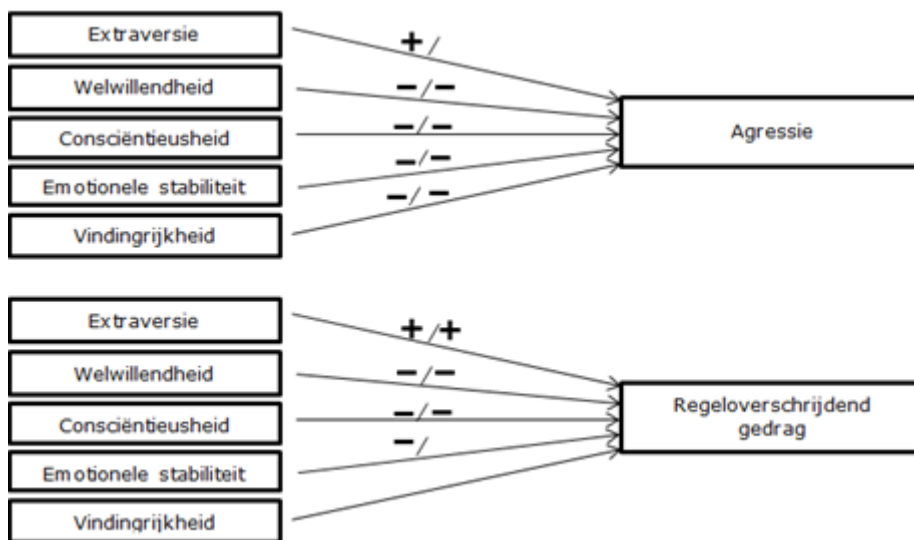 Extraversie
+/
Welwillendheid
−/−
Consciëntieusheid
−/−
Agressie
Emotionele stabiliteit
−/−
Vindingrijkheid
−/−
Extraversie
+/+
Welwillendheid
−/−
Consciëntieusheid
−/−
Regeloverschrijdend
gedrag
Emotionele stabiliteit
−/
Vindingrijkheid